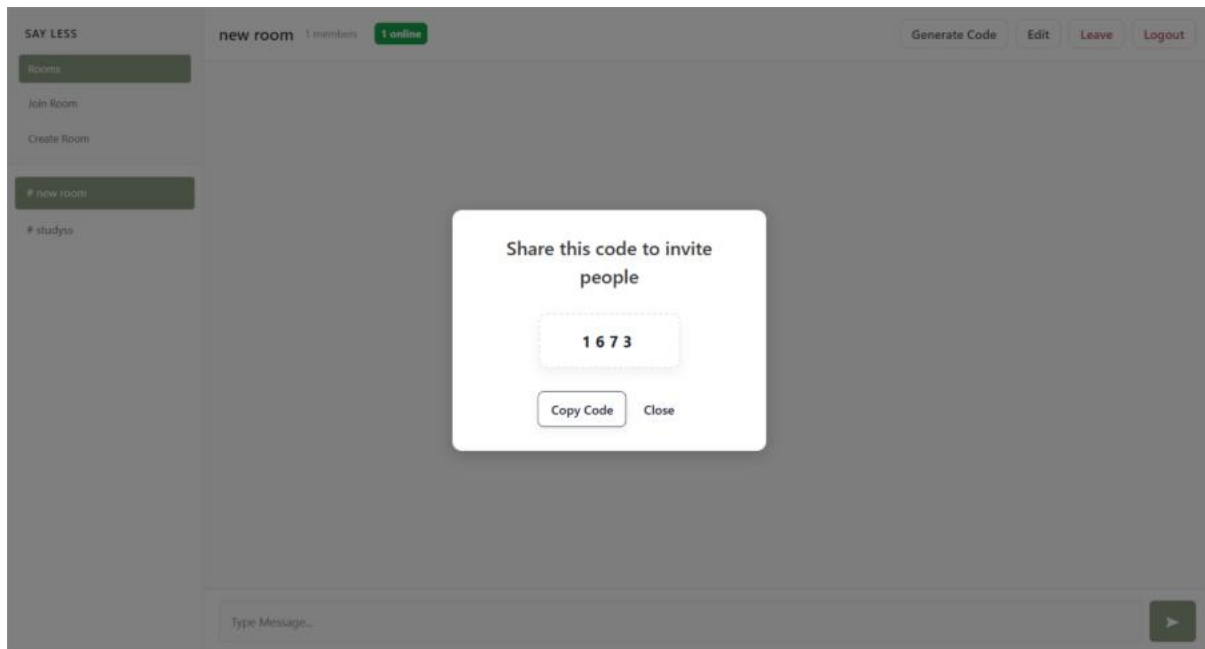 SAY LESS
Rooms
Join Room
Create Room
# new room
# studyss
new room 1 members 1 online
Generate Code Edit Leave Logout
Share this code to invite
people
1 6 7 3
Copy Code Close
Type Message...